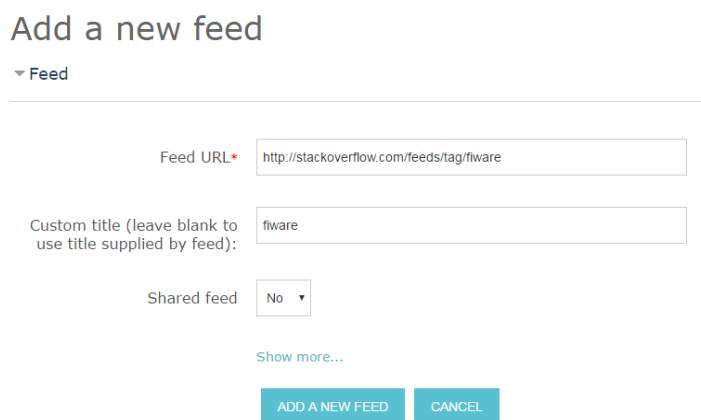 Add a new feed
Feed
Feed URL*
http://stackoverflow.com/feeds/tag/fiware
Custom title (leave blank to
use title supplied by feed):
fiware
Shared feed
No
Show more...
ADD A NEW FEED
CANCEL